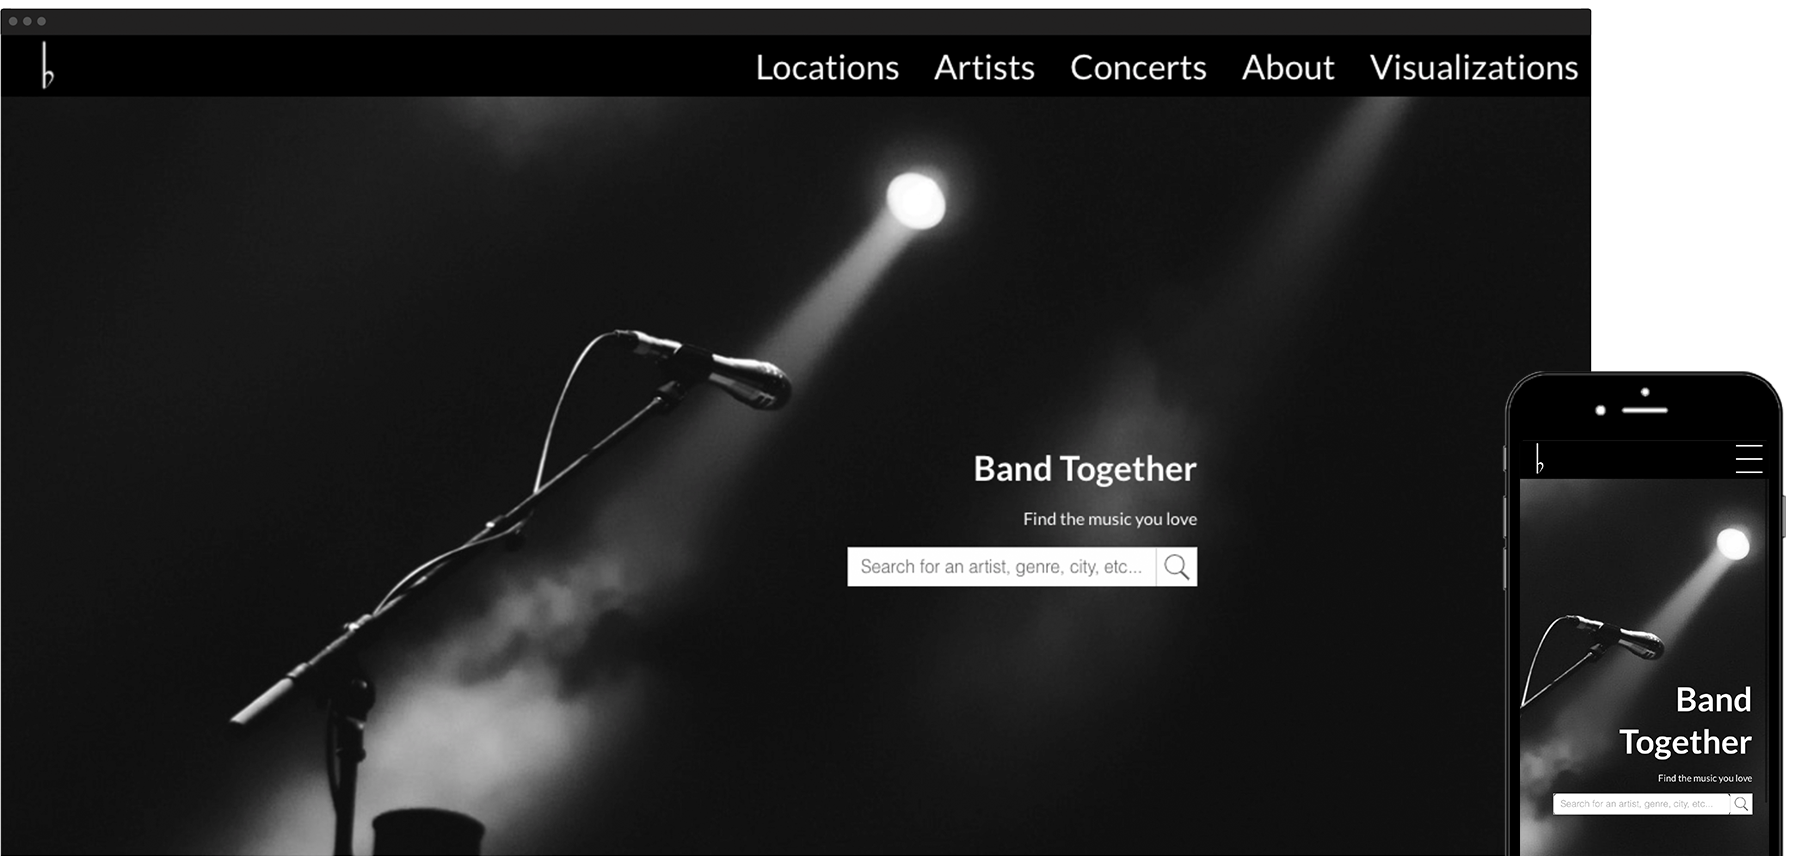 Locations Artists Concerts About Visualizations
Band Together
Find the music you love
Search for an artist, genre, city, etc...
Band
Together
Find the music you love
Search for an artist, genre, city, etc...